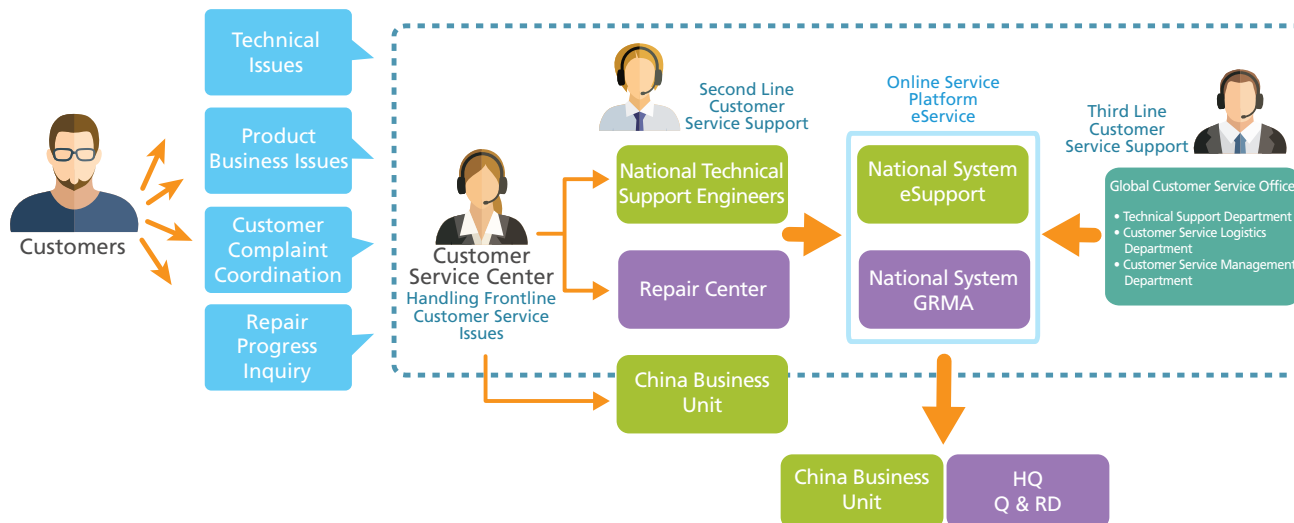 Customers
Technical
Issues
Product
Business Issues
Customer
Complaint
Coordination
Repair
Progress
Inquiry
Customer
Service Center
Handling Frontline
Customer Service
Issues
Second Line
Customer
Service Support
National Technical
Support Engineers
Repair Center
China Business
Unit
Online Service
Platform
eService
National System
eSupport
National System
GRMA
Third Line
Customer
Service Support
Global Customer Service Office
• Technical Support Department
• Customer Service Logistics
Department
• Customer Service Management
Department
China Business
Unit
HQ
Q & RD